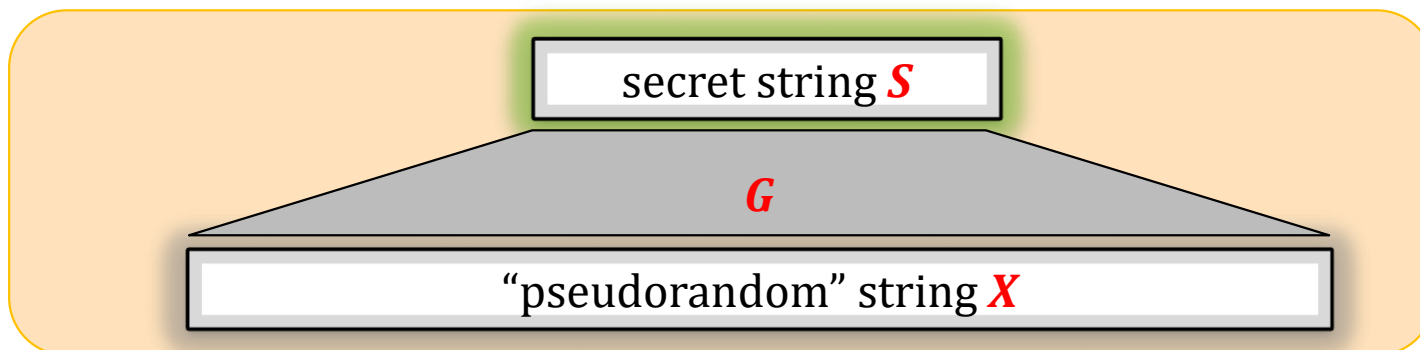 secret string S
G
“pseudorandom” string X